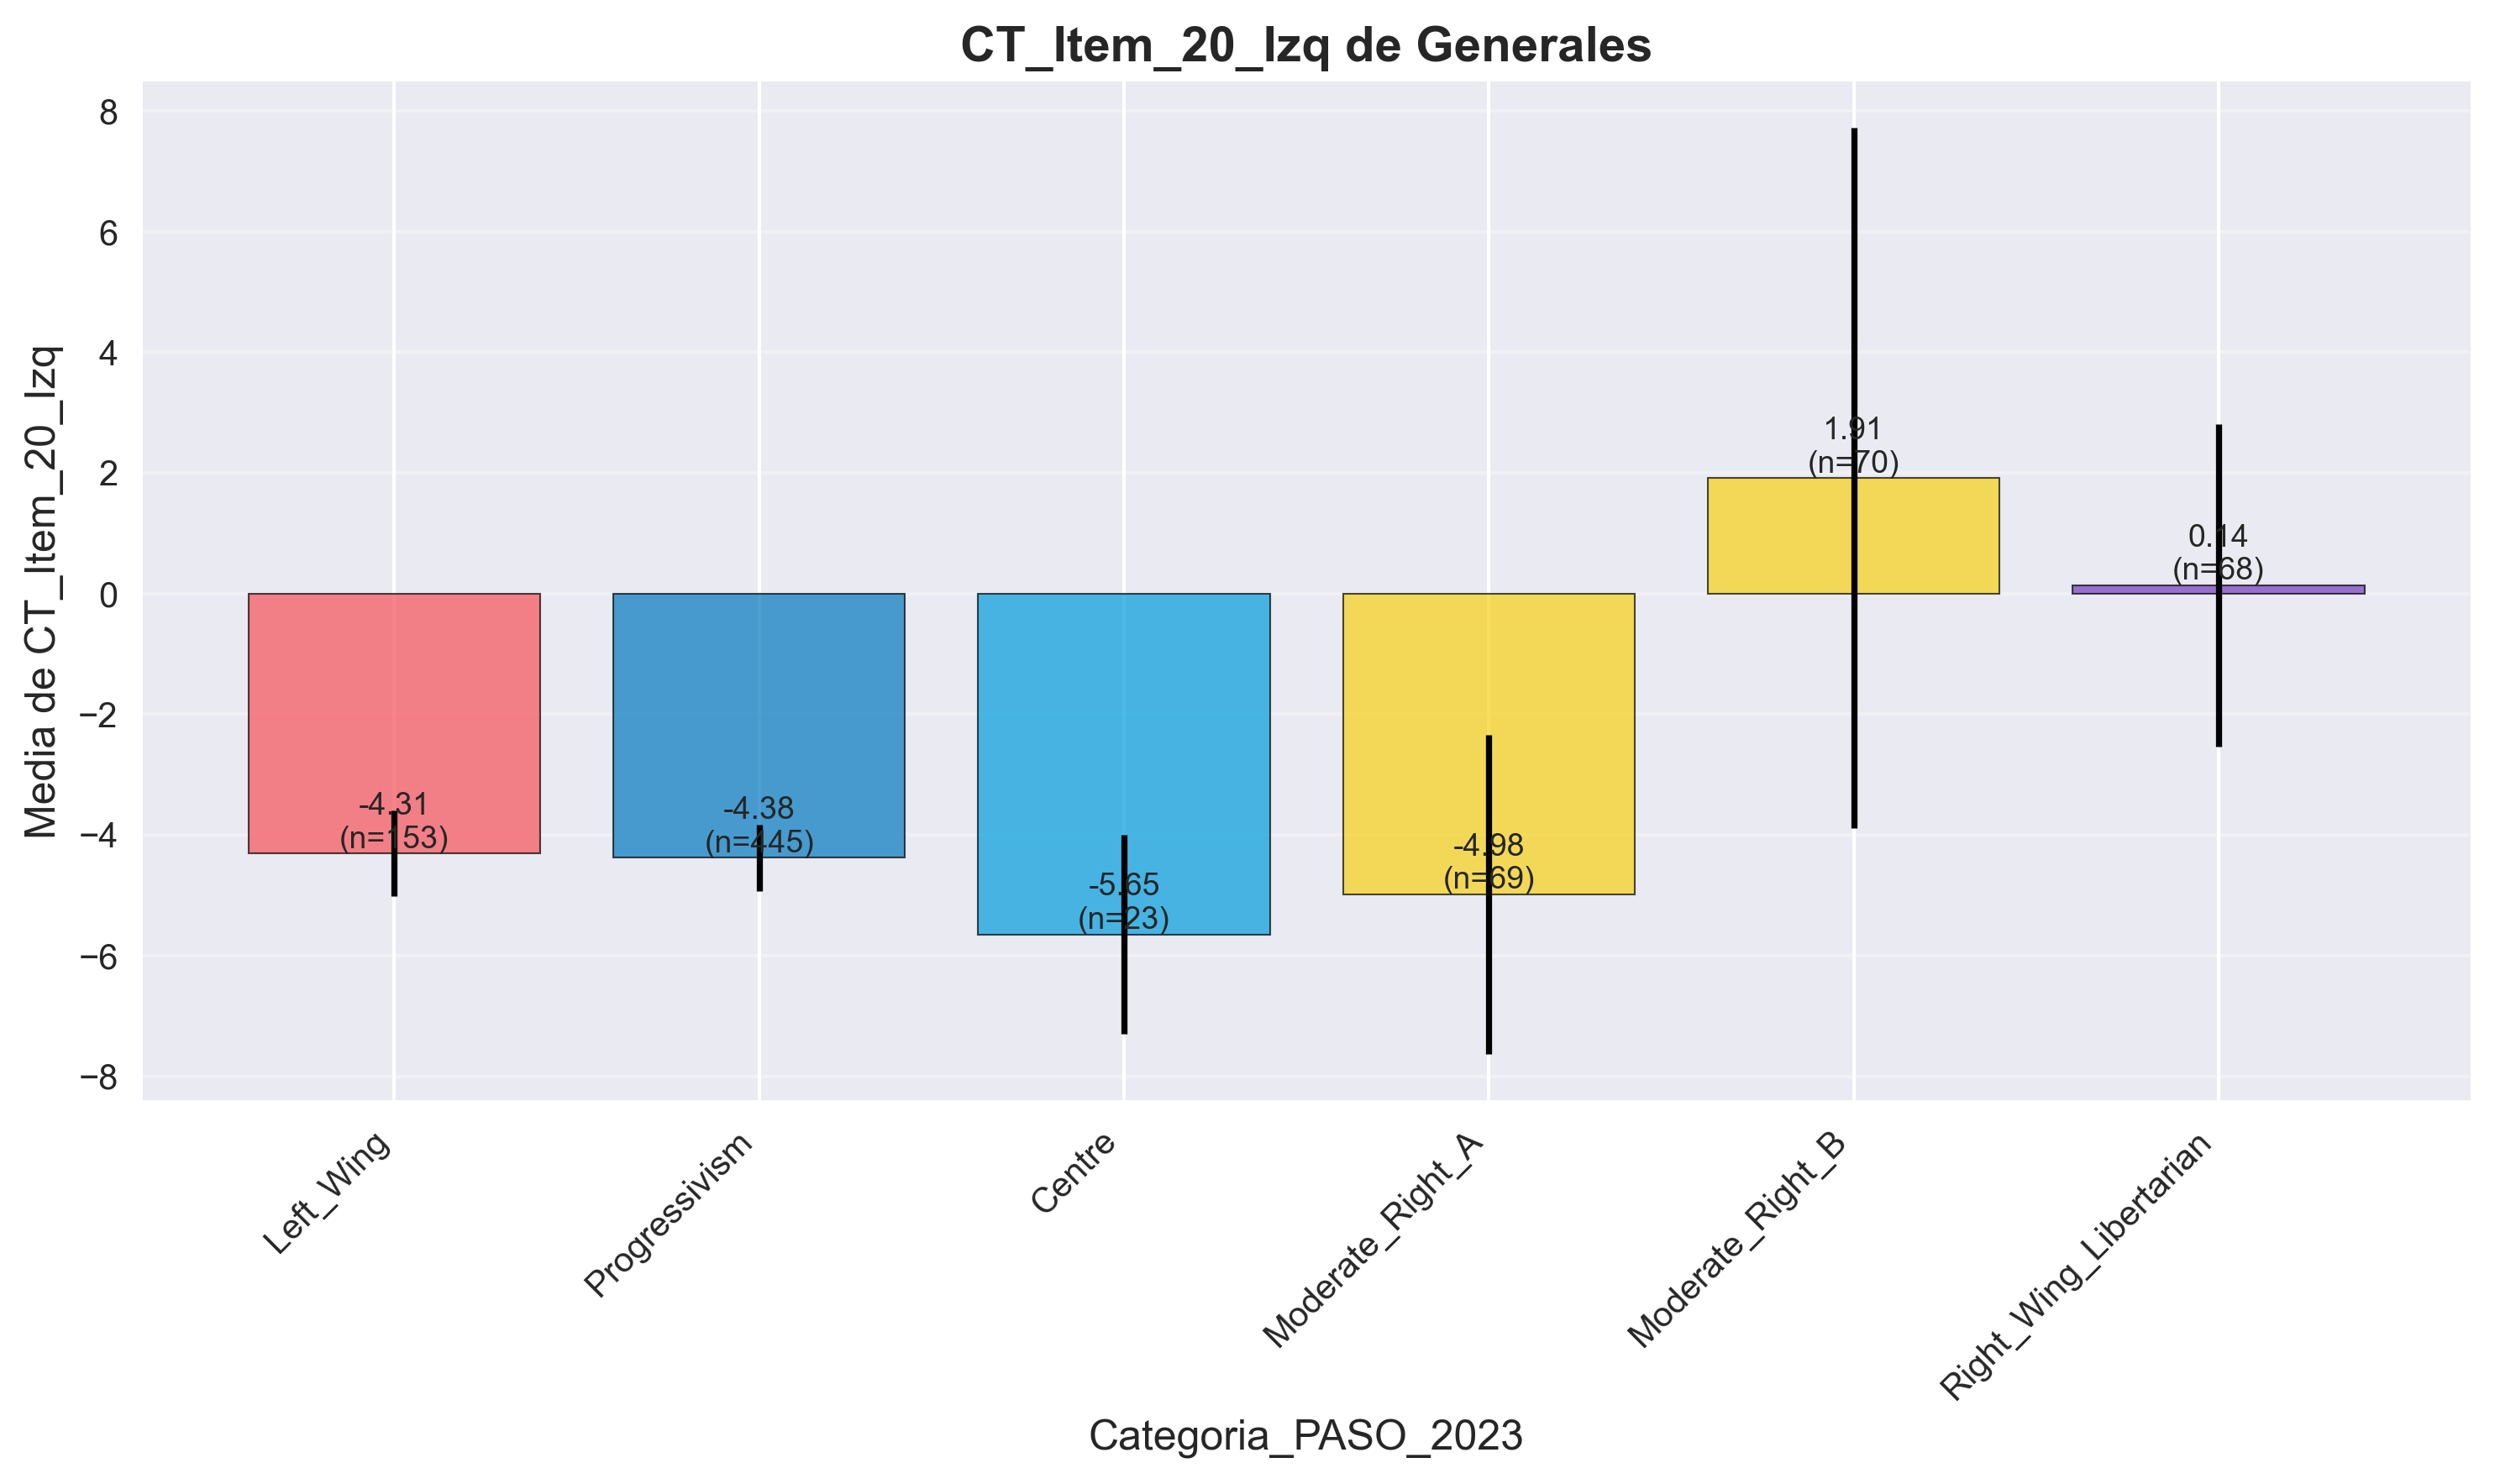 CT_Item_20_Izq de Generales
Media de CT_Item_20_Izq
8
6
4
2
0
−2
−4
−6
−8
-4.31
(n=153)
-4.38
(n=445)
-5.65
(n=23)
-4.98
(n=69)
1.91
(n=70)
0.14
(n=68)
Left_Wing
Progressivism
Centre
Moderate_Right_A
Moderate_Right_B
Right_Wing_Libertarian
Categoria_PASO_2023